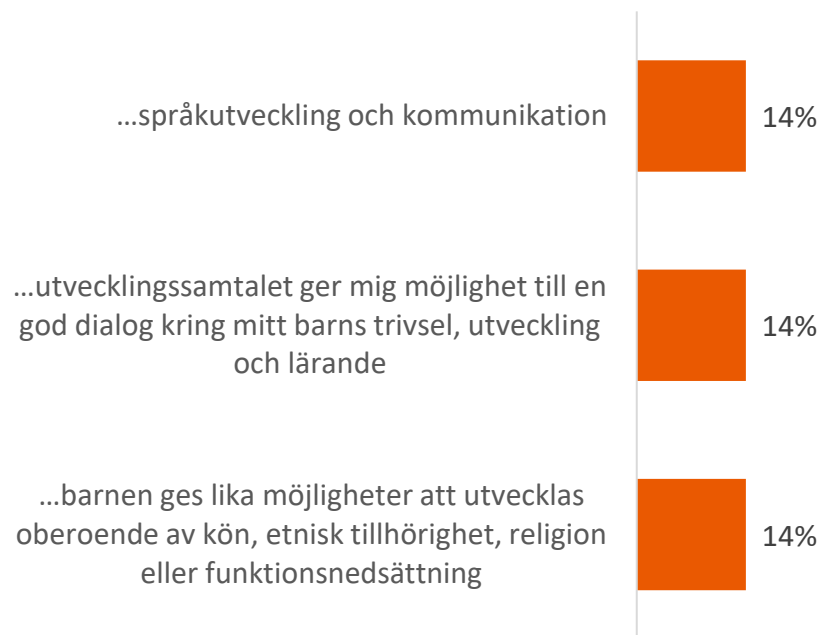 ...språkutveckling och kommunikation
14%
...utvecklingssamtalet ger mig möjlighet till en
god dialog kring mitt barns trivsel, utveckling
och lärande
14%
...barnen ges lika möjligheter att utvecklas
oberoende av kön, etnisk tillhörighet, religion
eller funktionsnedsättning
14%